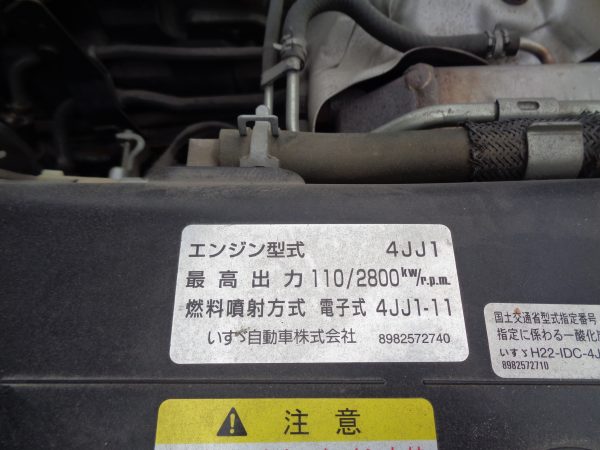 エンジン型式 4JJ1
最高出力 110/2800kw/r.p.m.
燃料噴射方式 電子式 4JJ1-11
いすゞ自動車株式会社 8982572740
国土交通省型式指定番号
指定に係わる一酸化
いすゞH22-IDC-4J
8982572710
注意